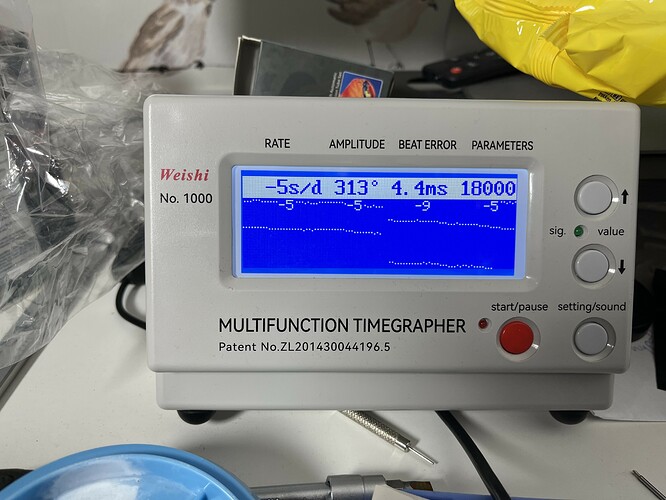 RATE AMPLITUDE BEAT ERROR PARAMETERS
Weishi
No. 1000
-5s/d 313° 4.4ms 18000
-5 -5 -9 -5
↑
sig. value
↓
start/pause setting/sound
MULTIFUNCTION TIMEGRAPHER
Patent No.ZL201430044196.5